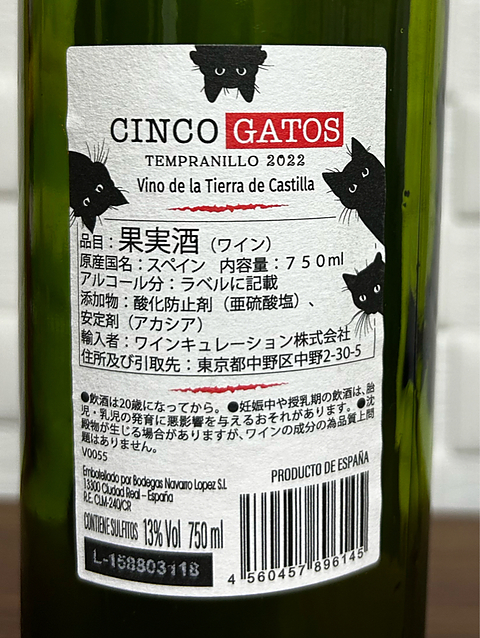 CINCO GATOS
TEMPRANILLO 2022
Vino de la Tierra de Castilla
品目：果実酒（ワイン）
原産国名：スペイン　内容量：７５０ml
アルコール分：ラベルに記載
添加物：酸化防止剤（亜硫酸塩）、
安定剤（アカシア）
輸入者：ワインキュレーション株式会社
住所及び引取先：東京都中野区中野2-30-5
●飲酒は20歳になってから。●妊娠中や授乳期の飲酒は、胎
児・乳児の発育に悪影響を与えるおそれがあります。●沈
殿物が生じる場合がありますが、ワインの成分の為品質上問
題はありません。
V0055
Embotellado por Bodegas Navarro Lopez S.L
13300 Ciudad Real – España
R.E. CLM-240/CR
PRODUCTO DE ESPAÑA
CONTIENE SULFITOS 13% Vol 750 ml
L-158803118
4 560457 896145